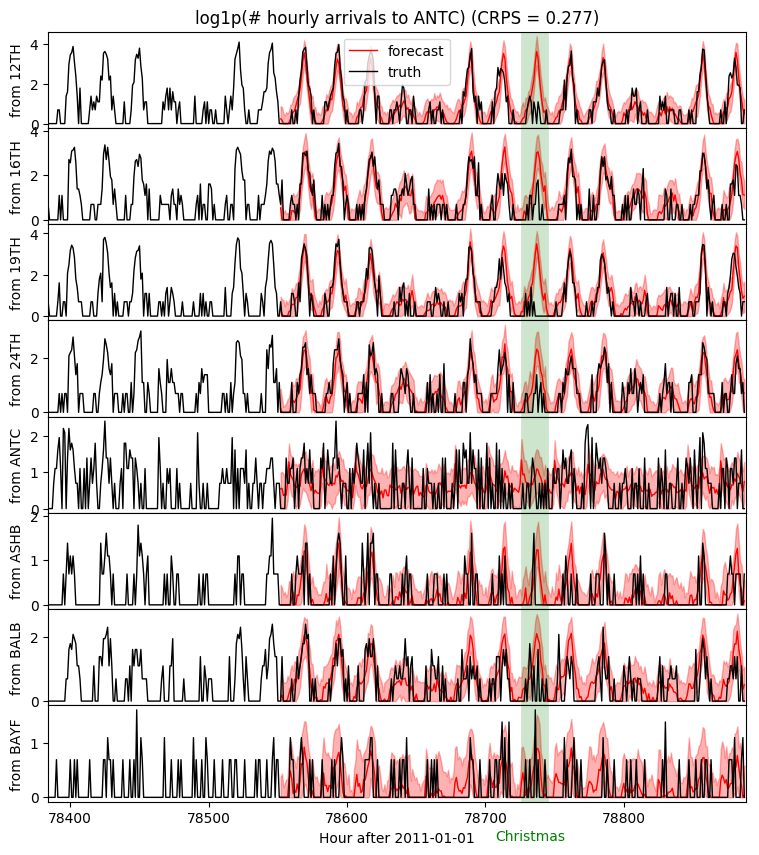 log1p(# hourly arrivals to ANTC) (CRPS = 0.277)
forecast
truth
from 12TH
4
2
0
from 16TH
4
2
0
from 19TH
4
2
0
from 24TH
2
0
from ANTC
2
1
0
from ASHB
2
1
0
from BALB
2
0
from BAYF
1
0
78400 78500 78600 78700 78800
Hour after 2011-01-01
Christmas